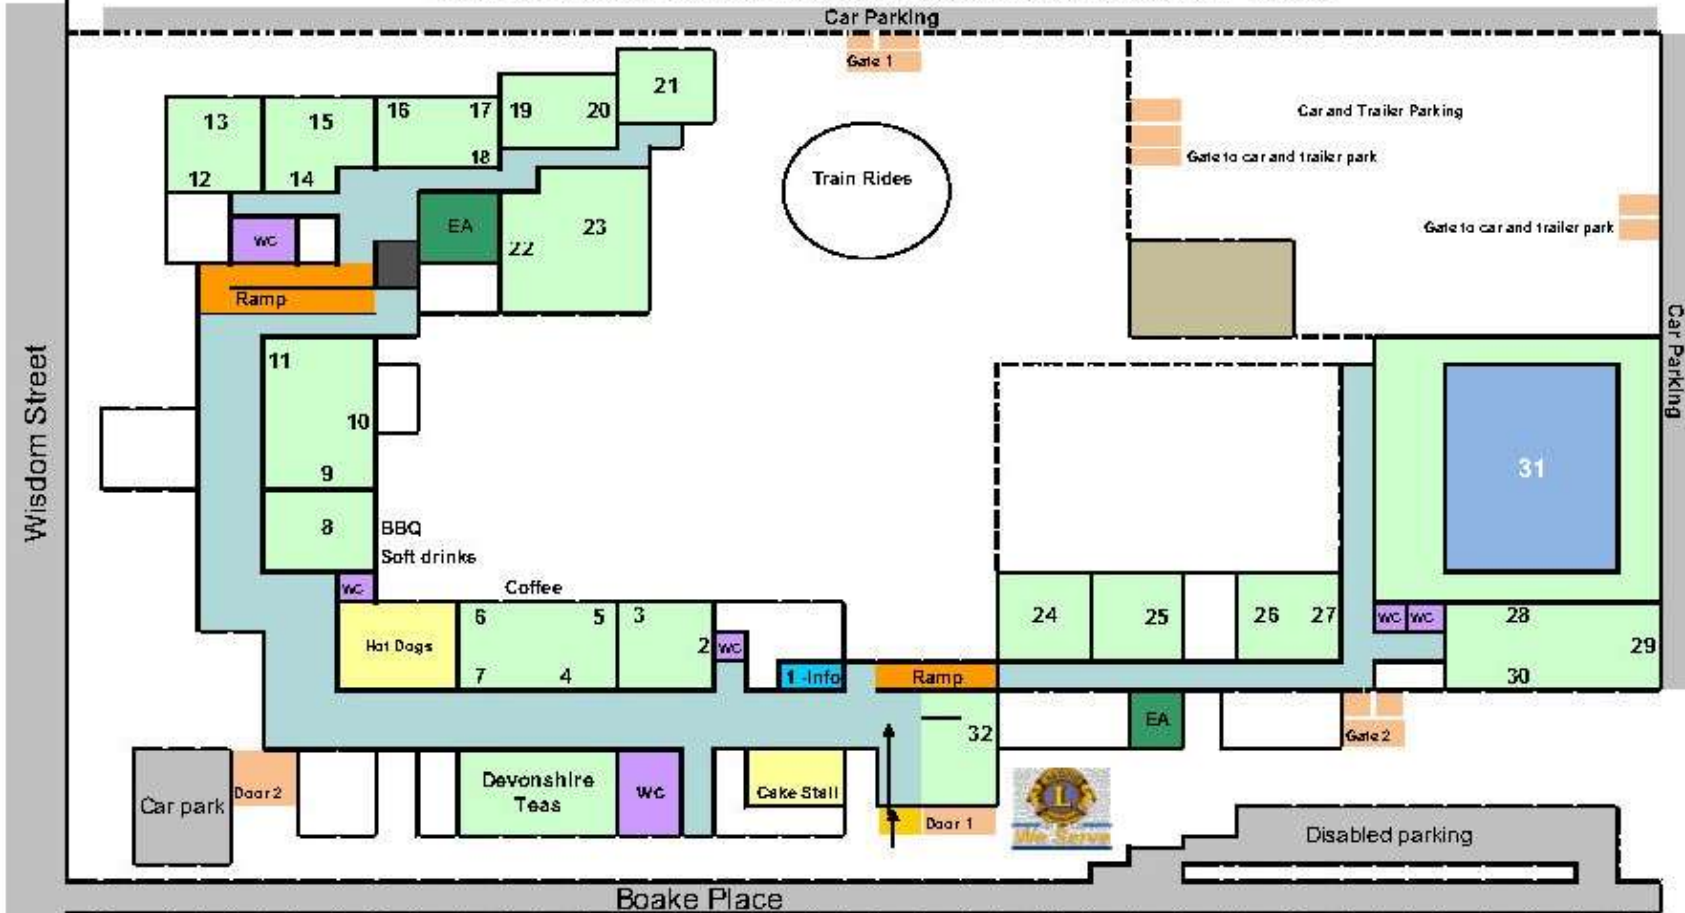 Car Parking
Gate 1
21
16
17
19
20
13
15
18
12
14
Car and Trailer Parking
Gate to car and trailer park
Train Rides
WC
EA
22
23
Gate to car and trailer park
Ramp
Car Parking
Wisdom Street
11
10
9
8
BBQ
Soft drinks
WC
Coffee
31
Hot Dogs
6
5
3
2
WC
7
4
24
25
26
27
WC
WC
28
29
30
1 -Info
Ramp
32
EA
Gate 2
Car park
Door 2
Devonshire
Teas
WC
Cake Stall
Door 1
L
We Serve
Disabled parking
Boake Place